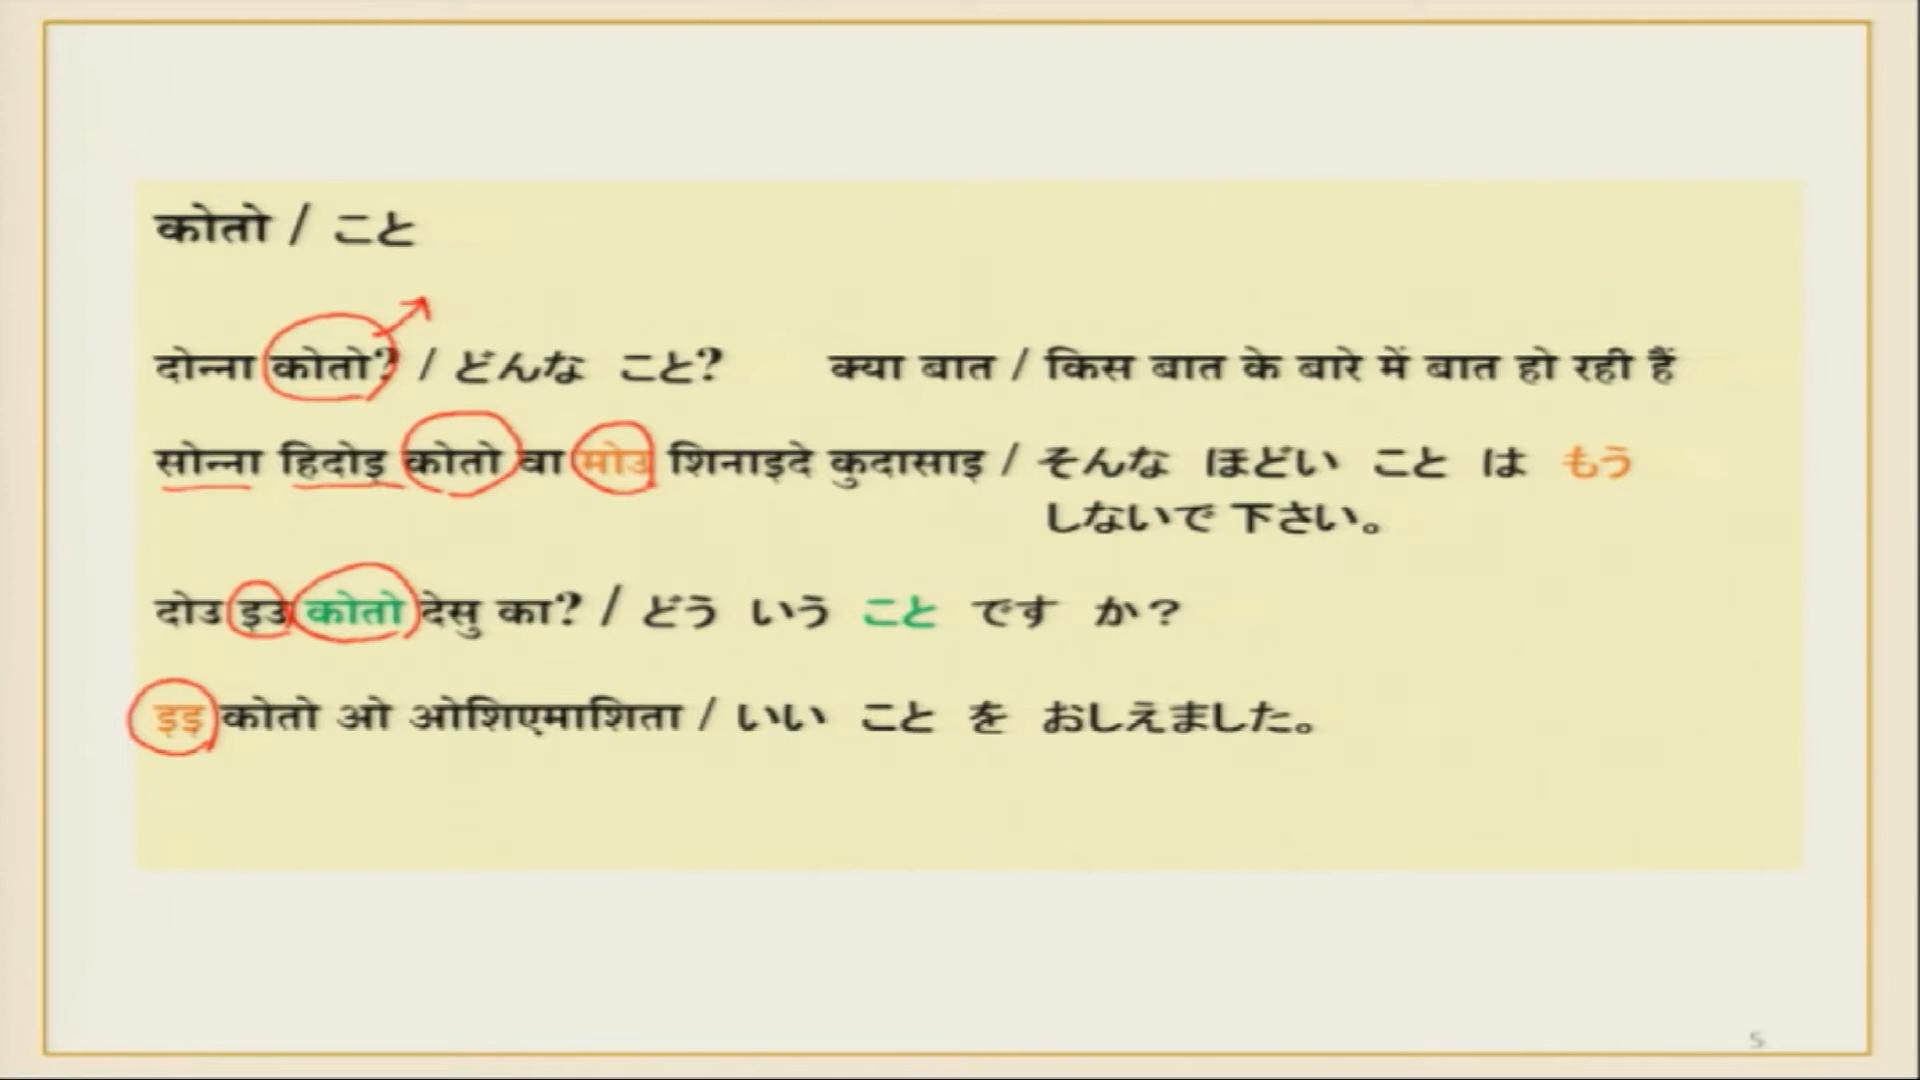 कोतो / こと
दोन्ना कोतो? / どんな こと? क्या बात / किस बात के बारे में बात हो रही हैं
सोन्ना हिदोइ कोतो वा मोउ शिनाइदे कुदासाइ / そんな ほどい こと は もう
しないで 下さい。
दोउ इउ कोतो देसु का? / どう いう こと です か?
इइ कोतो ओ ओशिएमाशिता / いい こと を おしえました。
5